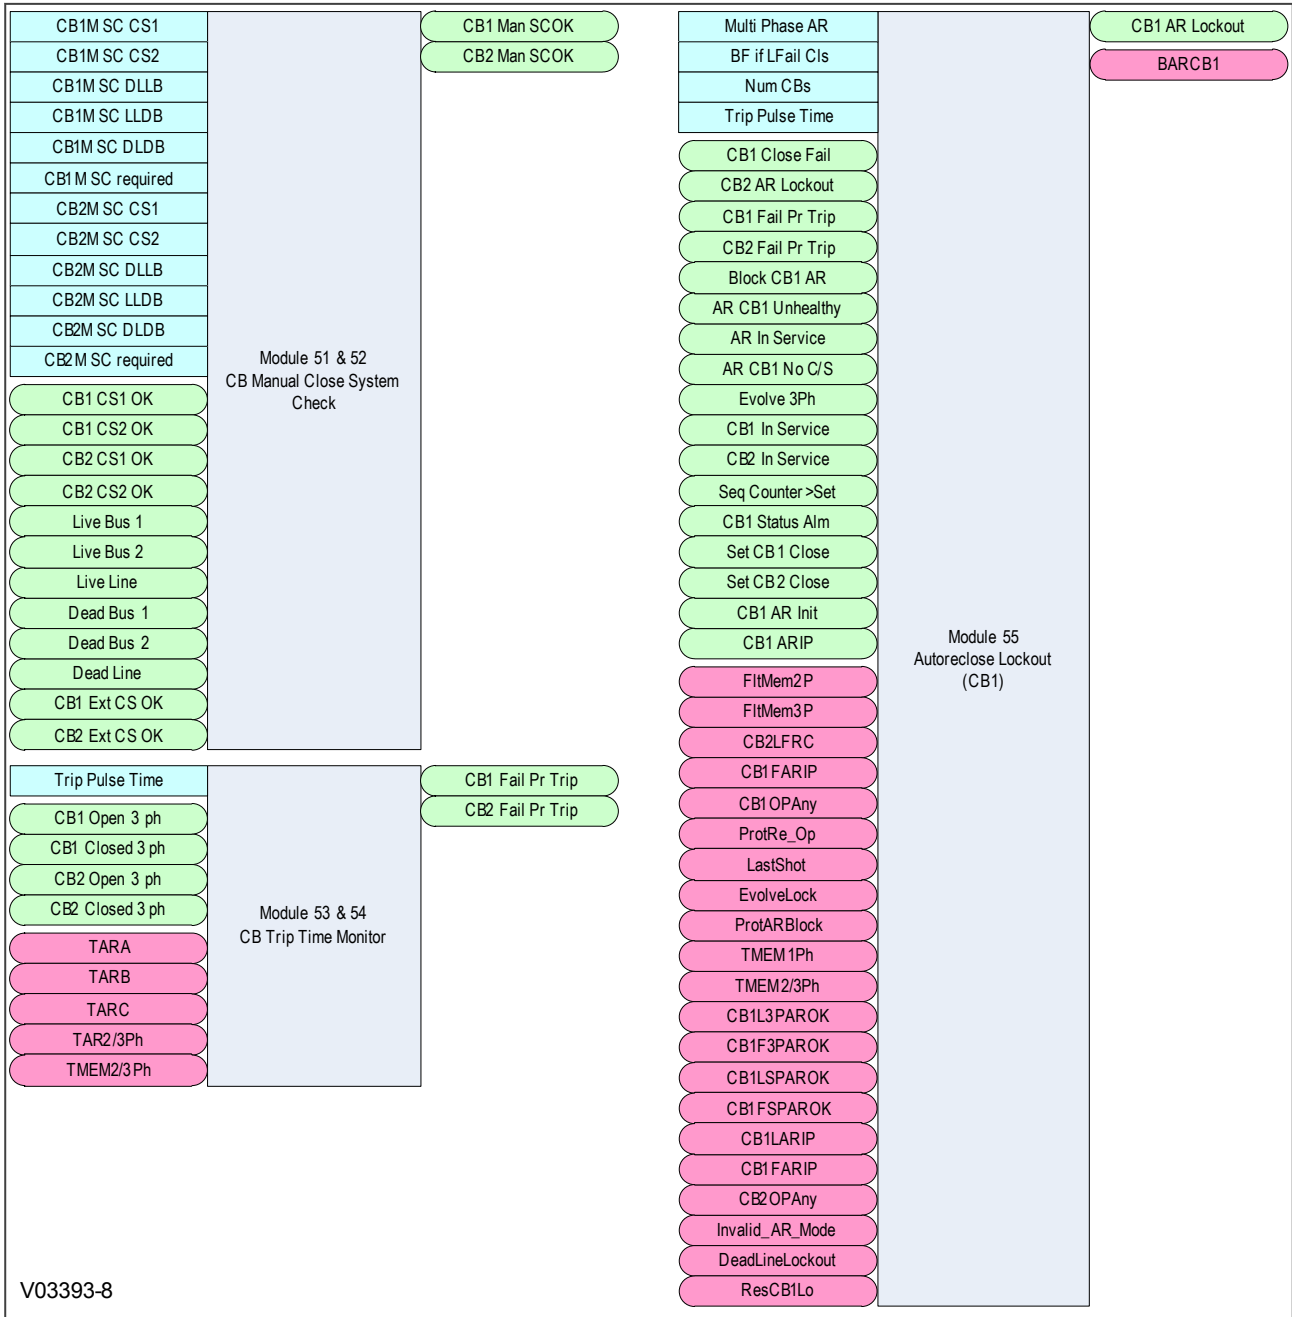 CB1M SC CS1
CB1M SC CS2
CB1M SC DLLB
CB1M SC LLDB
CB1M SC DLDB
CB1M SC required
CB2M SC CS1
CB2M SC CS2
CB2M SC DLLB
CB2M SC LLDB
CB2M SC DLDB
CB2M SC required
CB1 CS1 OK
CB1 CS2 OK
CB2 CS1 OK
CB2 CS2 OK
Live Bus 1
Live Bus 2
Live Line
Dead Bus 1
Dead Bus 2
Dead Line
CB1 Ext CS OK
CB2 Ext CS OK
Module 51 & 52
CB Manual Close System
Check
CB1 Man SCOK
CB2 Man SCOK
Trip Pulse Time
CB1 Open 3 ph
CB1 Closed 3 ph
CB2 Open 3 ph
CB2 Closed 3 ph
TARA
TARB
TARC
TAR2/3Ph
TMEM2/3Ph
Module 53 & 54
CB Trip Time Monitor
CB1 Fail Pr Trip
CB2 Fail Pr Trip
Multi Phase AR
BF if LFail Cls
Num CBs
Trip Pulse Time
CB1 Close Fail
CB2 AR Lockout
CB1 Fail Pr Trip
CB2 Fail Pr Trip
Block CB1 AR
AR CB1 Unhealthy
AR In Service
AR CB1 No C/S
Evolve 3Ph
CB1 In Service
CB2 In Service
Seq Counter>Set
CB1 Status Alm
Set CB1 Close
Set CB2 Close
CB1 AR Init
CB1 ARIP
FltMem2P
FltMem3P
CB2LFRC
CB1FARIP
CB1OPAny
ProtRe_Op
LastShot
EvolveLock
ProtARBlock
TMEM1Ph
TMEM2/3Ph
CB1L3PAROK
CB1F3PAROK
CB1LSPAROK
CB1FSPAROK
CB1LARIP
CB1FARIP
CB2OPAny
Invalid_AR_Mode
DeadLineLockout
ResCB1Lo
Module 55
Autoreclose Lockout
(CB1)
CB1 AR Lockout
BARCB1
V03393-8